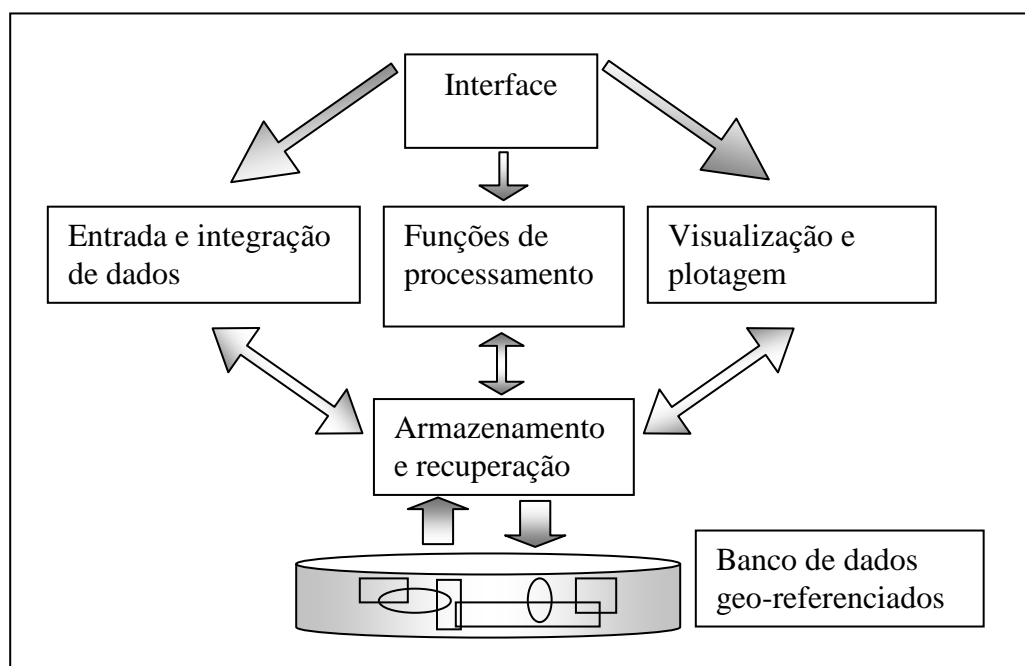 Interface
Entrada e integração
de dados
Funções de
processamento
Visualização e
plotagem
Armazenamento
e recuperação
Banco de dados
geo-referenciados